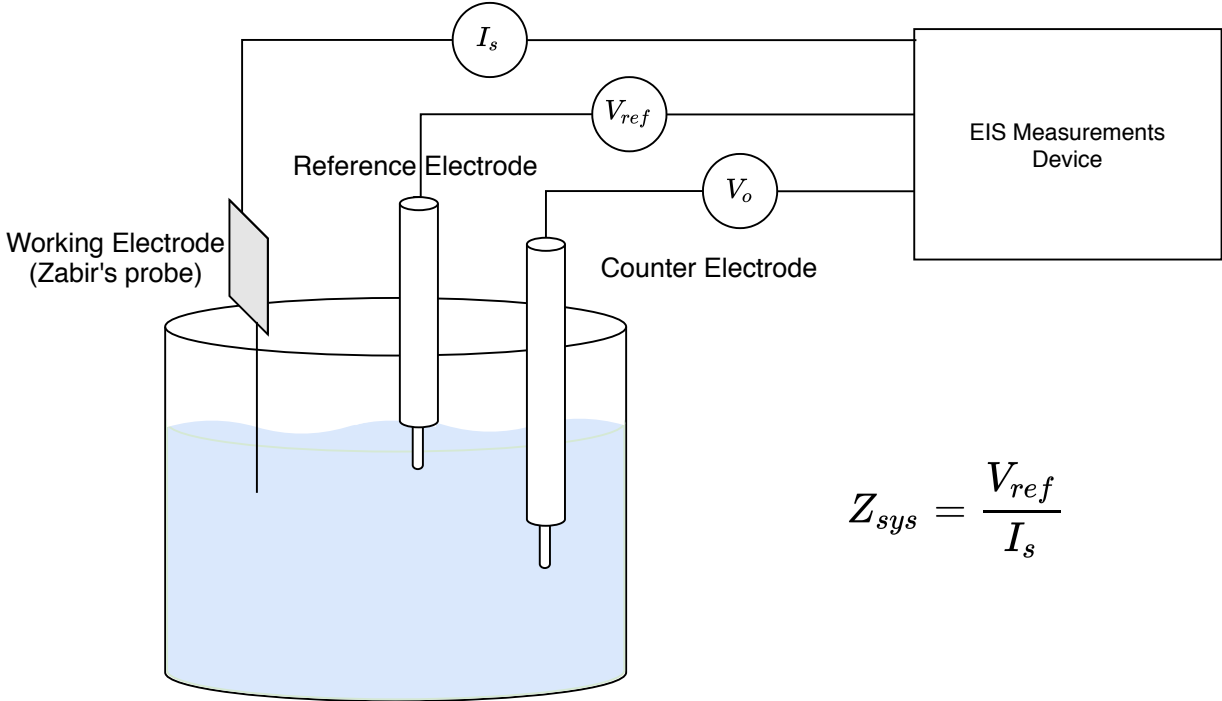 I_s
V_ref
EIS Measurements
Device
Reference Electrode
V_o
Working Electrode
(Zabir's probe)
Counter Electrode
Z_sys = V_ref / I_s